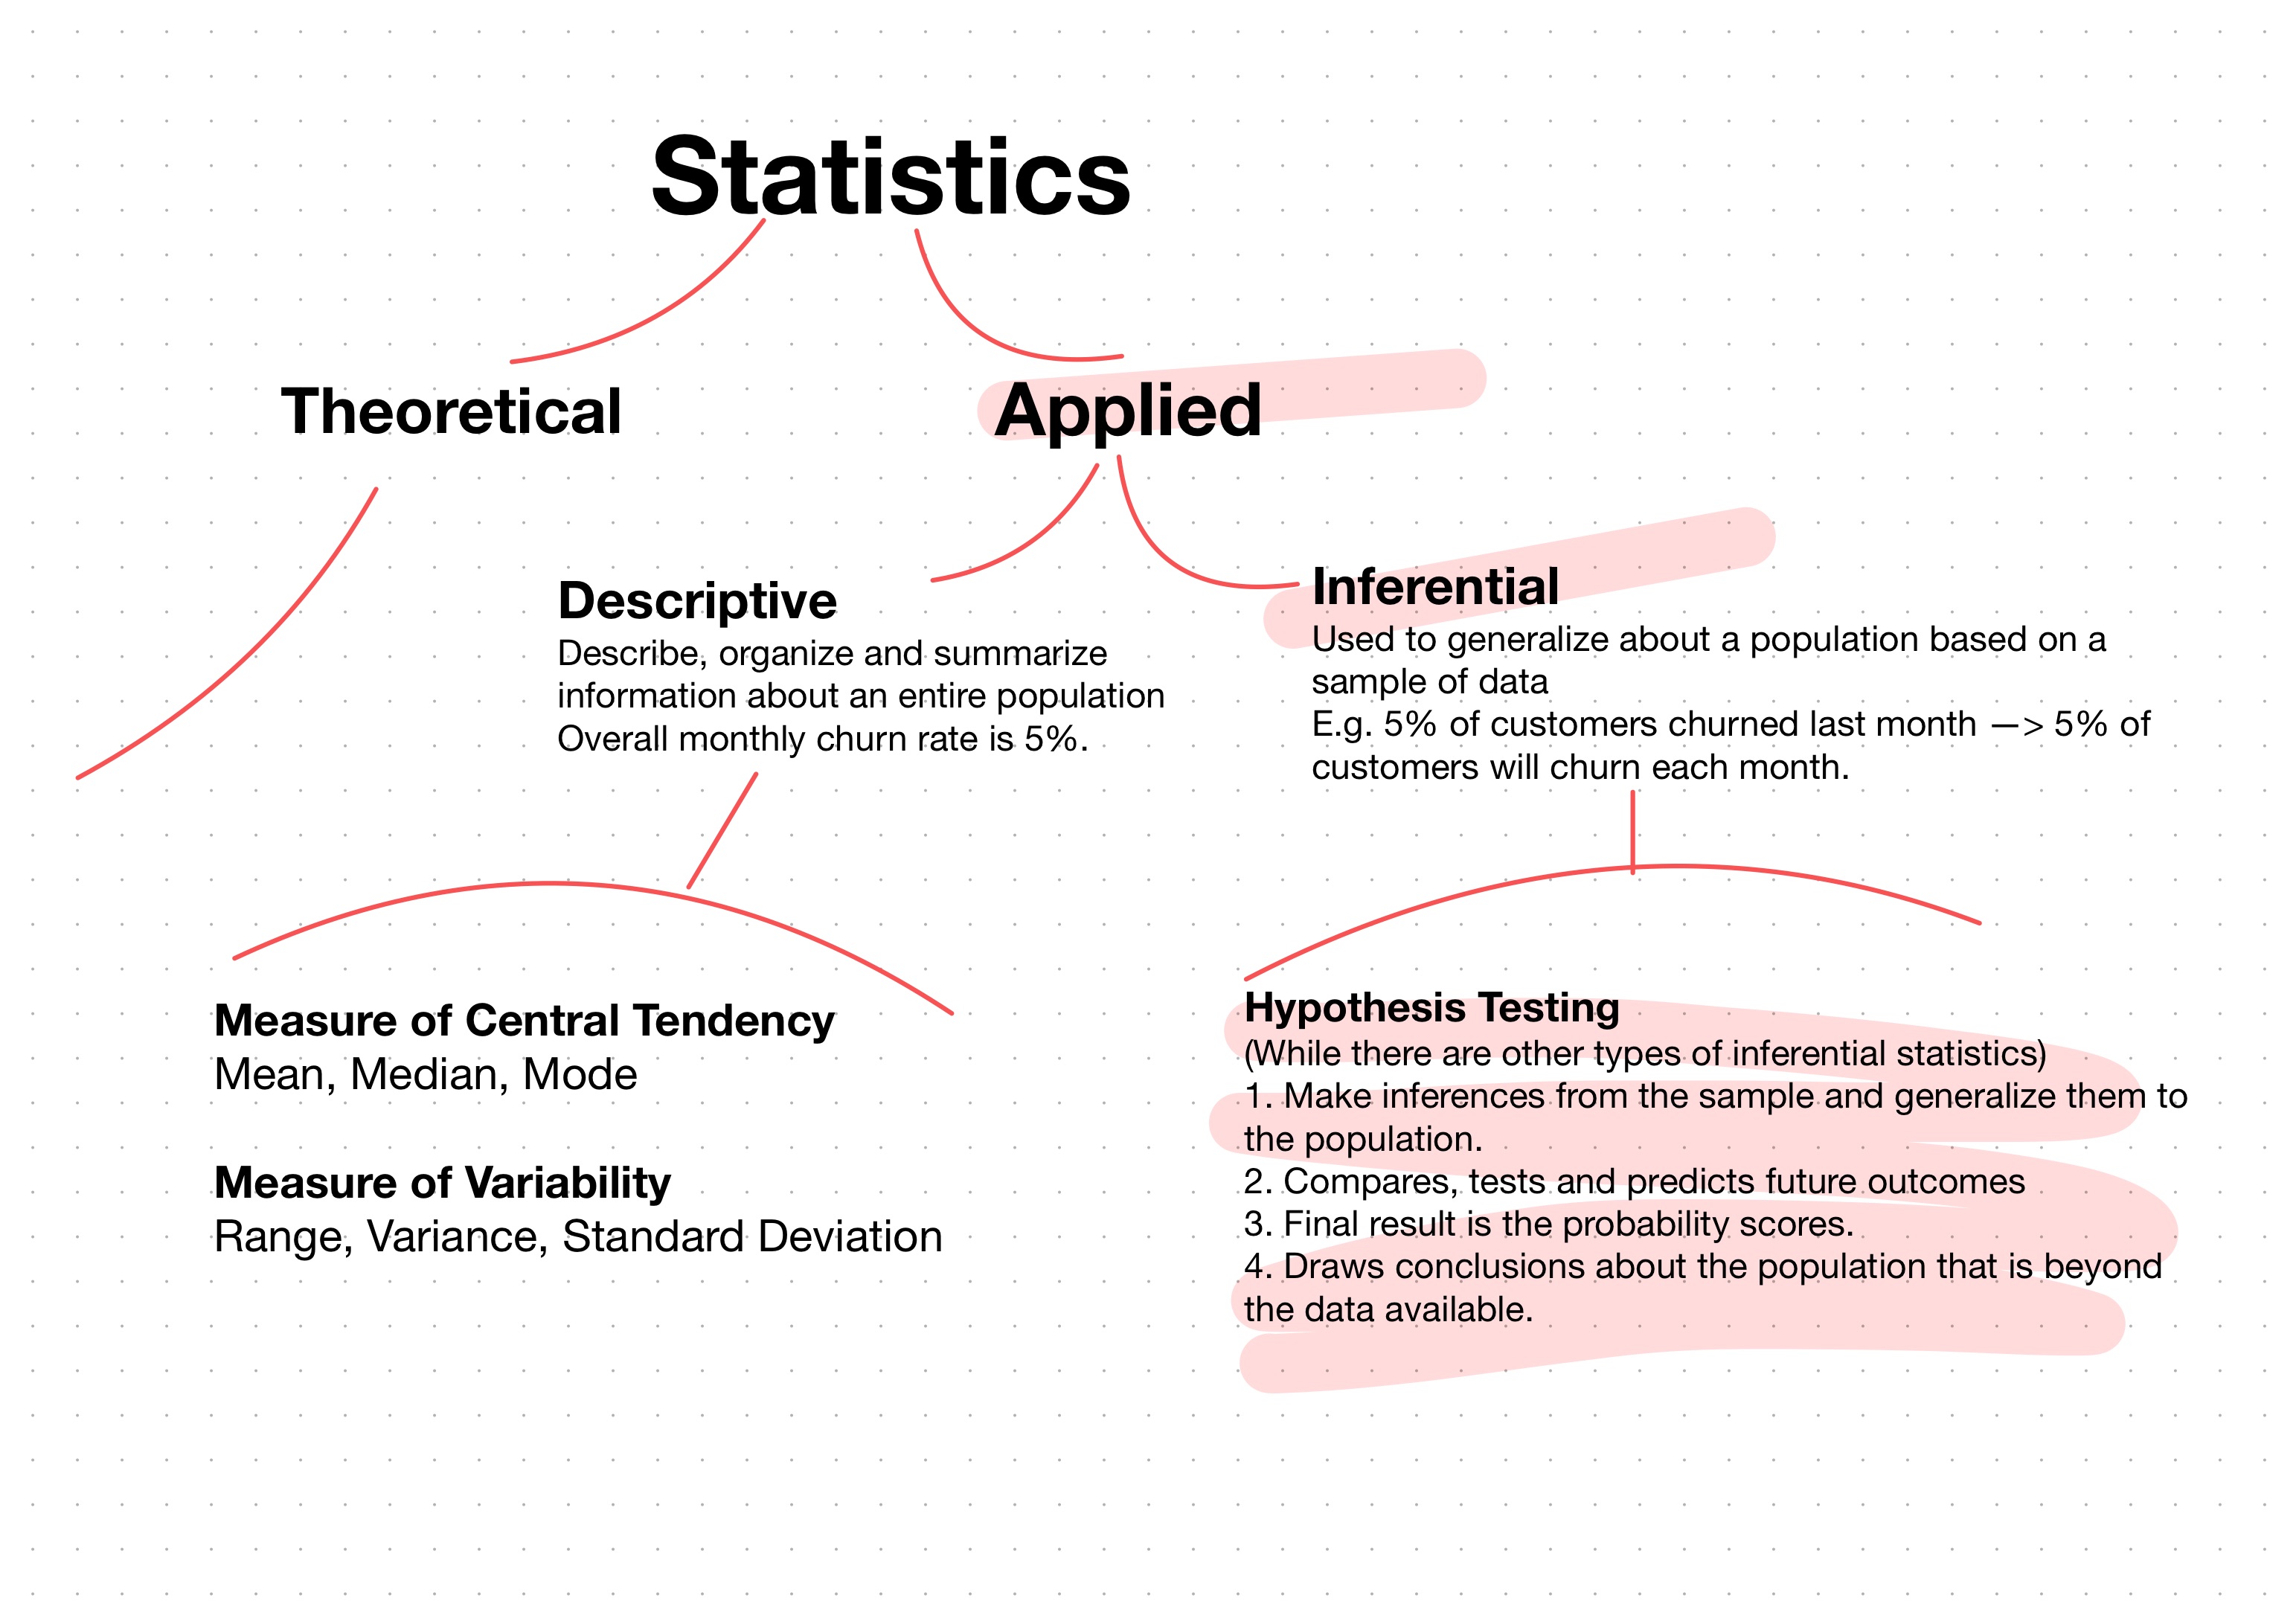 Statistics
Theoretical
Applied
Descriptive
Describe, organize and summarize
information about an entire population
Overall monthly churn rate is 5%.
Inferential
Used to generalize about a population based on a
sample of data
E.g. 5% of customers churned last month —> 5% of
customers will churn each month.
Measure of Central Tendency
Mean, Median, Mode
Measure of Variability
Range, Variance, Standard Deviation
Hypothesis Testing
(While there are other types of inferential statistics)
1. Make inferences from the sample and generalize them to
the population.
2. Compares, tests and predicts future outcomes
3. Final result is the probability scores.
4. Draws conclusions about the population that is beyond
the data available.